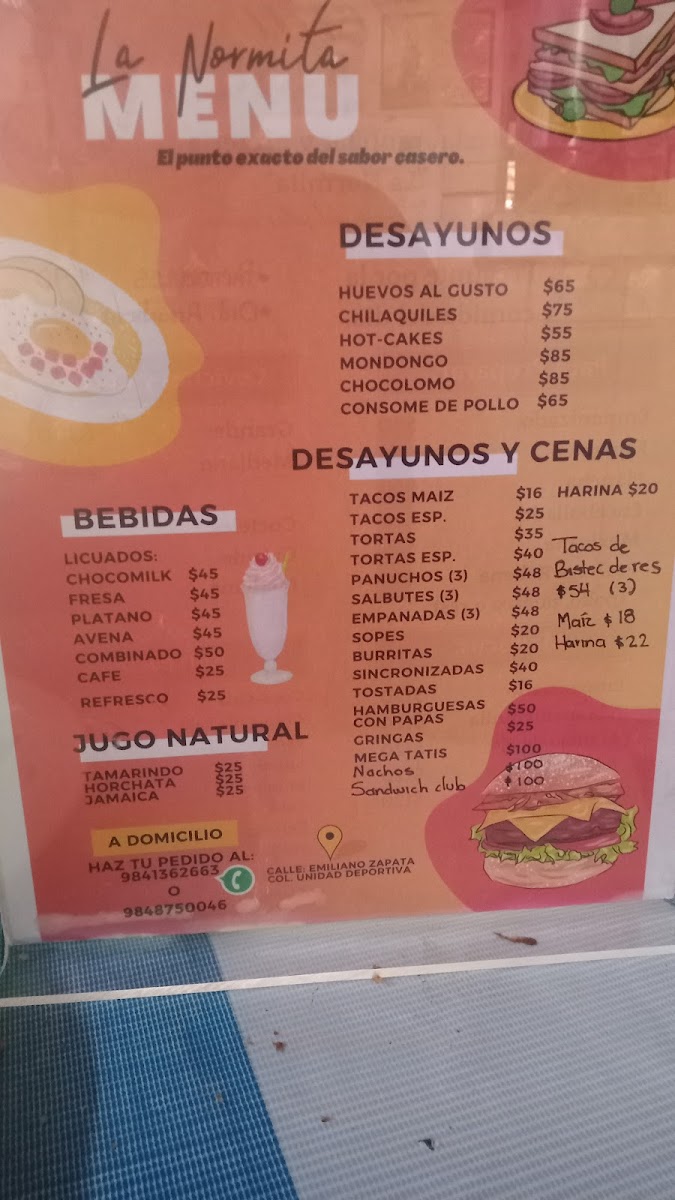 La Normita
MENU
El punto exacto del sabor casero.
DESAYUNOS
HUEVOS AL GUSTO $65
CHILAQUILES $75
HOT-CAKES $55
MONDONGO $85
CHOCOLOMO $85
CONSOME DE POLLO $65
DESAYUNOS Y CENAS
TACOS MAIZ $16 HARINA $20
TACOS ESP. $25
TORTAS $35
TORTAS ESP. $40
PANUCHOS (3) $48
SALBUTES (3) $48
EMPANADAS (3) $48
SOPES $20
BURRITAS $20
SINCRONIZADAS $40
TOSTADAS $16
HAMBURGUESAS $50
CON PAPAS
GRINGAS $25
MEGA TATIS $100
Nachos $100
Sandwich club $100
Tacos de
Bistec de res
$54 (3)
Maíz $18
Harina $22
BEBIDAS
LICUADOS:
CHOCOMILK $45
FRESA $45
PLATANO $45
AVENA $45
COMBINADO $50
CAFE $25
REFRESCO $25
JUGO NATURAL
TAMARINDO $25
HORCHATA $25
JAMAICA $25
A DOMICILIO
HAZ TU PEDIDO AL:
9841362663
O
9848750046
CALLE: EMILIANO ZAPATA
COL. UNIDAD DEPORTIVA